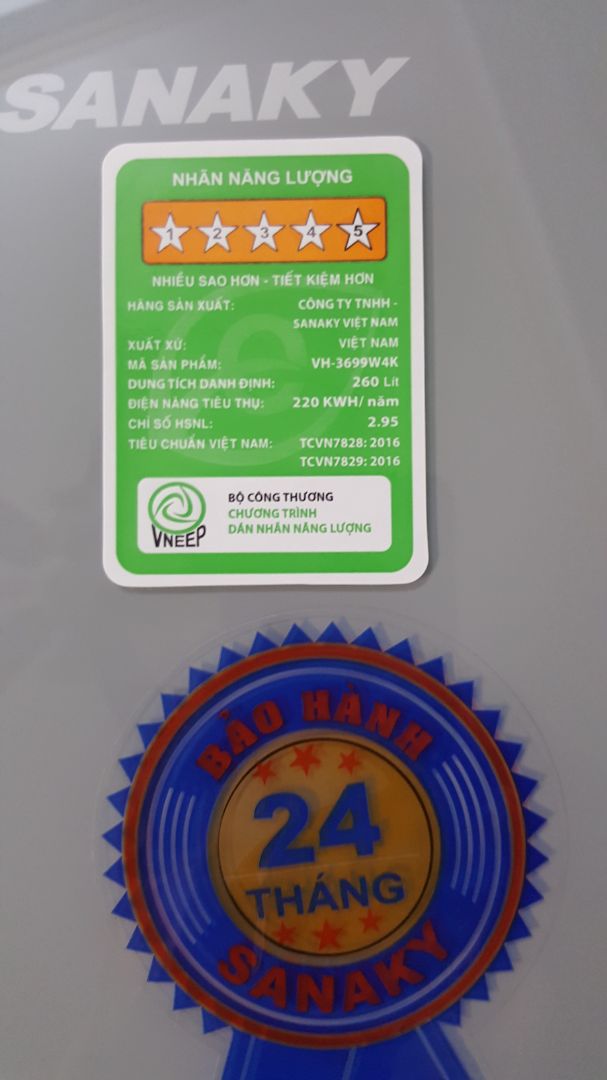 SANAKY
NHÃN NĂNG LƯỢNG
1 2 3 4 5
NHIỀU SAO HƠN - TIẾT KIỆM HƠN
HÃNG SẢN XUẤT: CÔNG TY TNHH -
SANAKY VIỆT NAM
XUẤT XỨ: VIỆT NAM
MÃ SẢN PHẨM: VH-3699W4K
DUNG TÍCH DANH ĐỊNH: 260 Lít
ĐIỆN NĂNG TIÊU THỤ: 220 KWH/ năm
CHỈ SỐ HSNL: 2.95
TIÊU CHUẨN VIỆT NAM: TCVN7828: 2016
TCVN7829: 2016
BỘ CÔNG THƯƠNG
CHƯƠNG TRÌNH
DÁN NHÃN NĂNG LƯỢNG
VNEEP
BẢO HÀNH
24
THÁNG
SANAKY